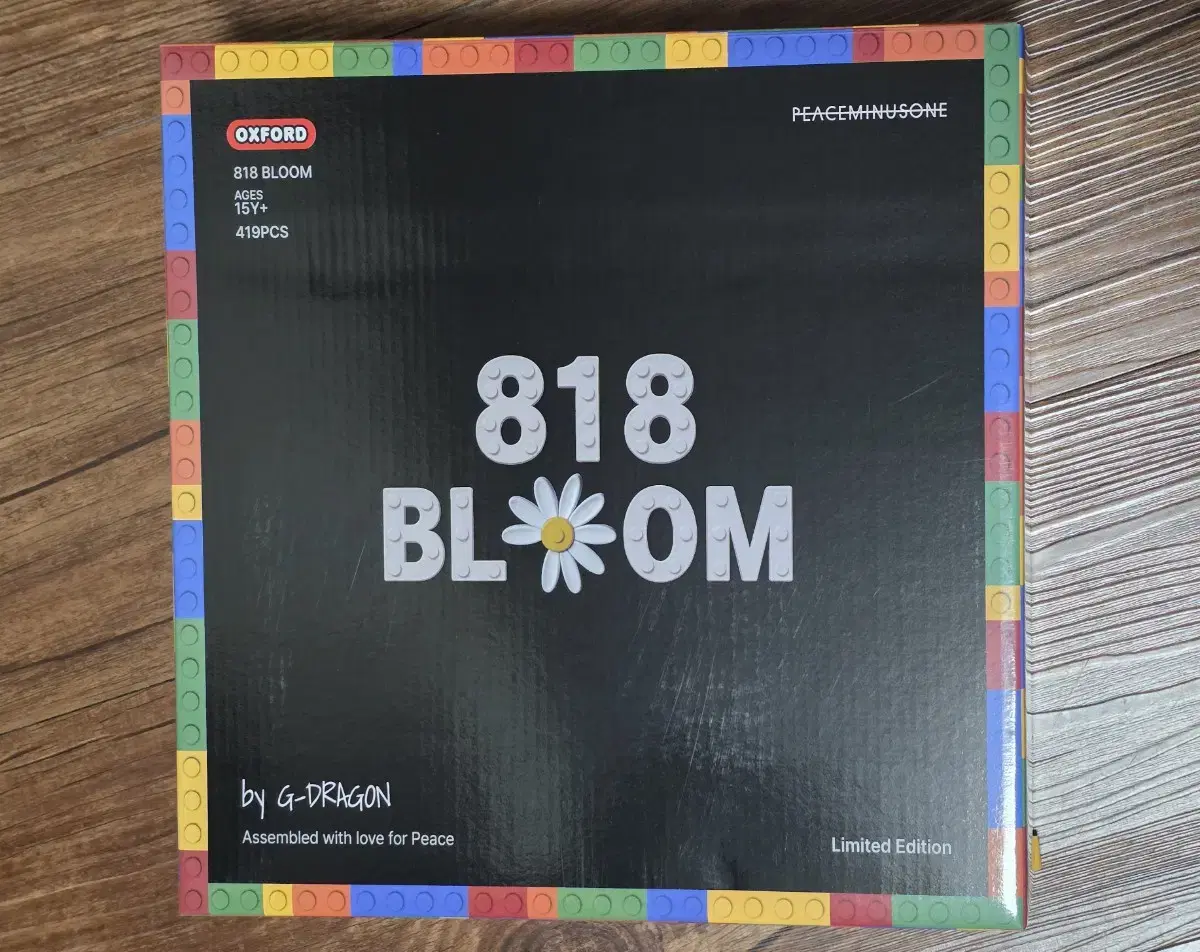 OXFORD
PEACEMINUSONE
818 BLOOM
AGES
15Y+
419PCS
818
BLOOM
by G-DRAGON
Assembled with love for Peace
Limited Edition